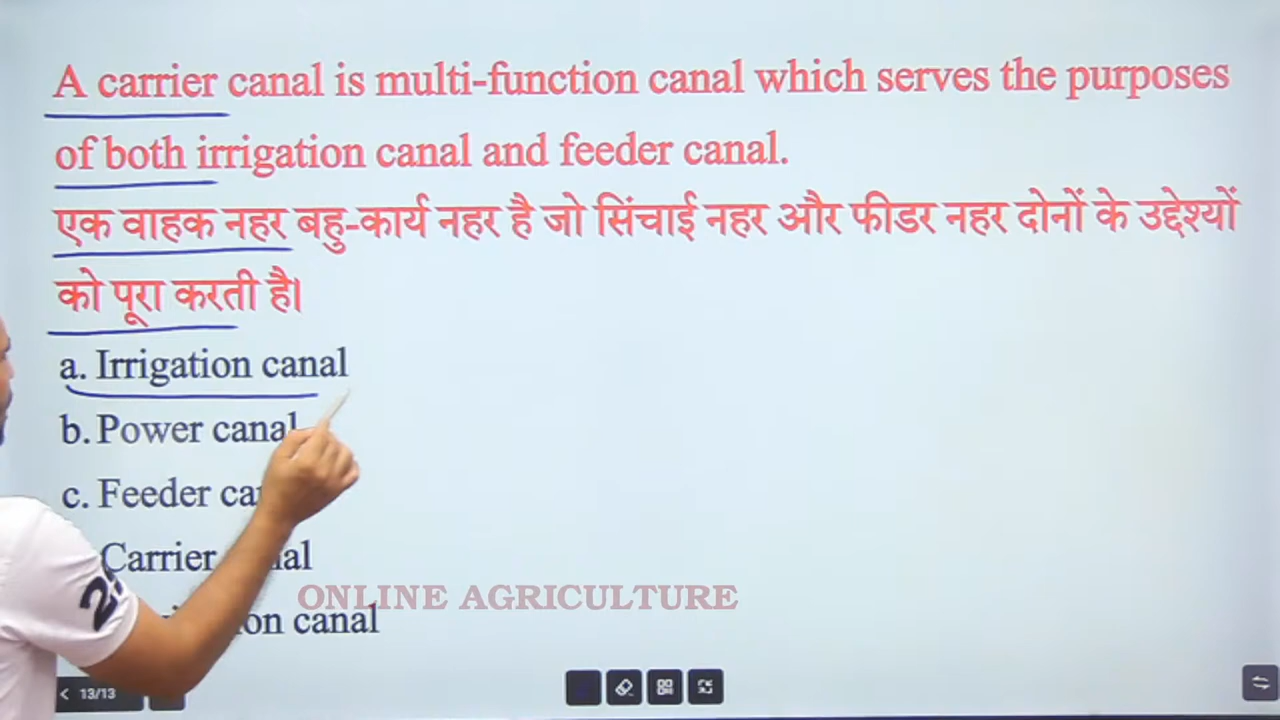 A carrier canal is multi-function canal which serves the purposes
of both irrigation canal and feeder canal.
एक वाहक नहर बहु-कार्य नहर है जो सिंचाई नहर और फीडर नहर दोनों के उद्देश्यों
को पूरा करती है।
a. Irrigation canal
b. Power canal
c. Feeder
Carrier
canal
ONLINE AGRICULTURE
13/13